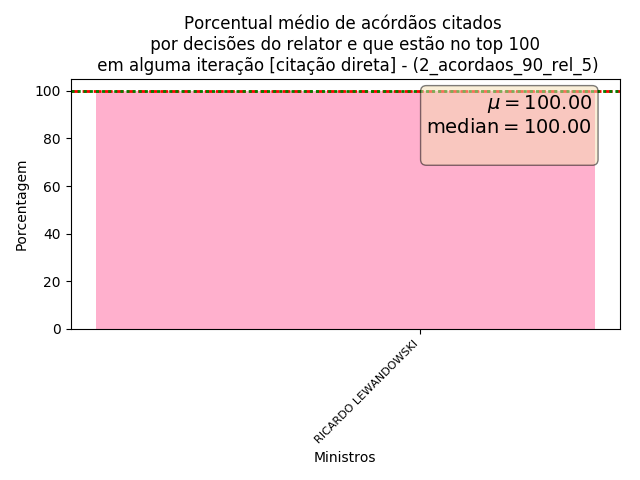 Porcentual médio de acórdãos citados
por decisões do relator e que estão no top 100
em alguma iteração [citação direta] - (2_acordaos_90_rel_5)
100
80
60
40
20
0
Porcentagem
μ = 100.00
median = 100.00
RICARDO LEWANDOWSKI
Ministros